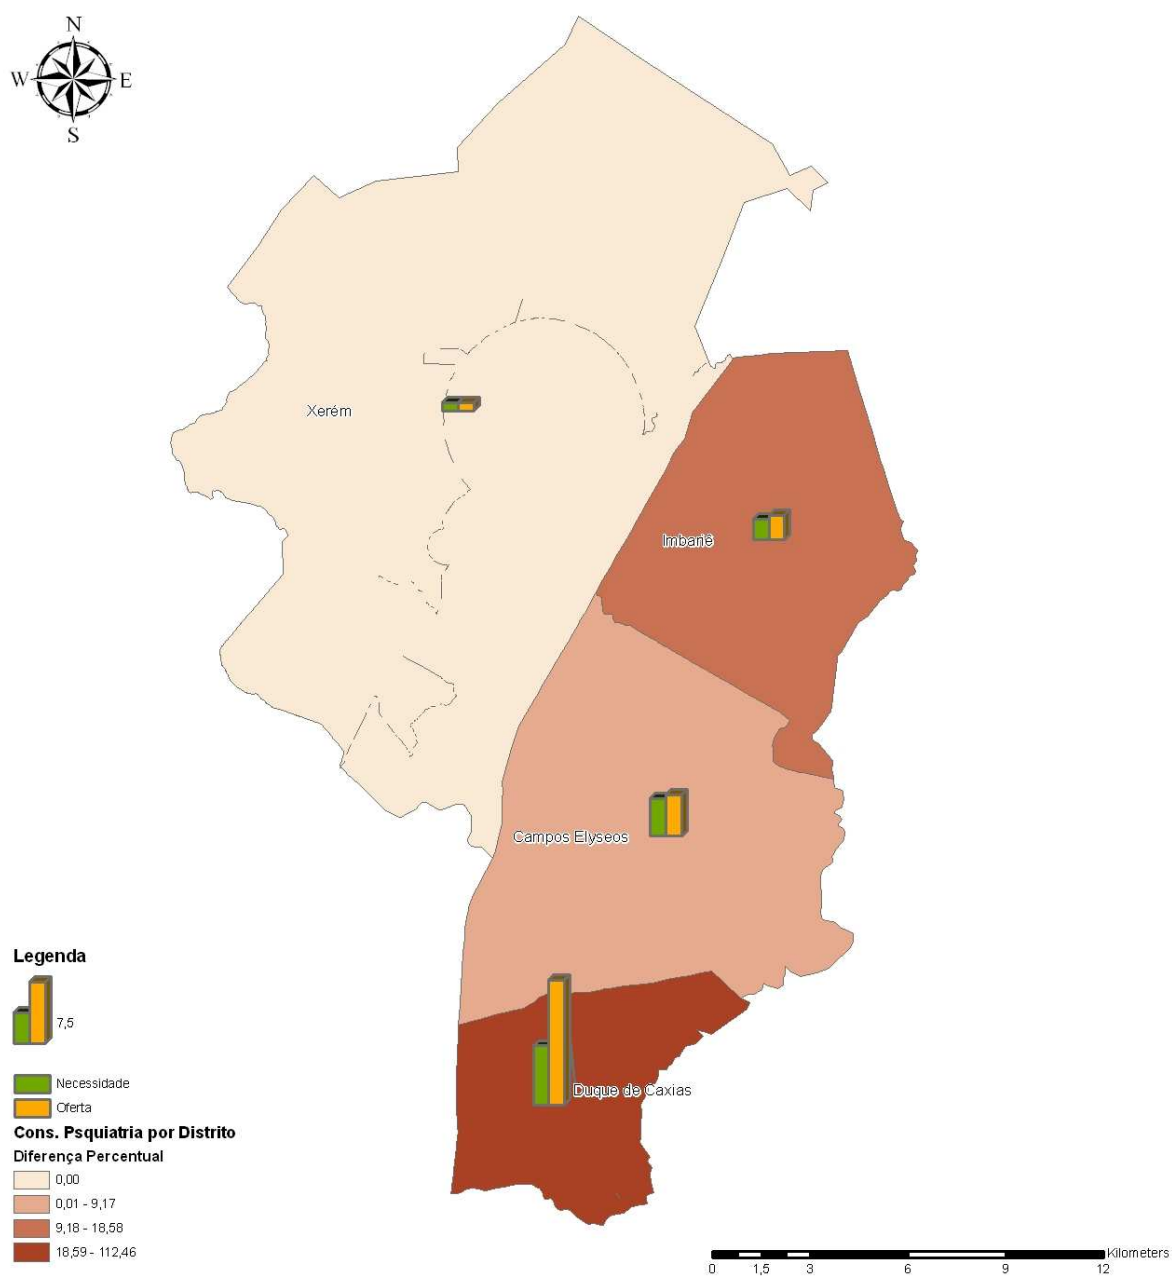 N
W E
S
Xerém
Imbariê
Campos Elyseos
Duque de Caxias
Legenda
7,5
Necessidade
Oferta
Cons. Psquiatria por Distrito
Diferença Percentual
0,00
0,01 - 9,17
9,18 - 18,58
18,59 - 112,46
Kilometers
0 1,5 3 6 9 12